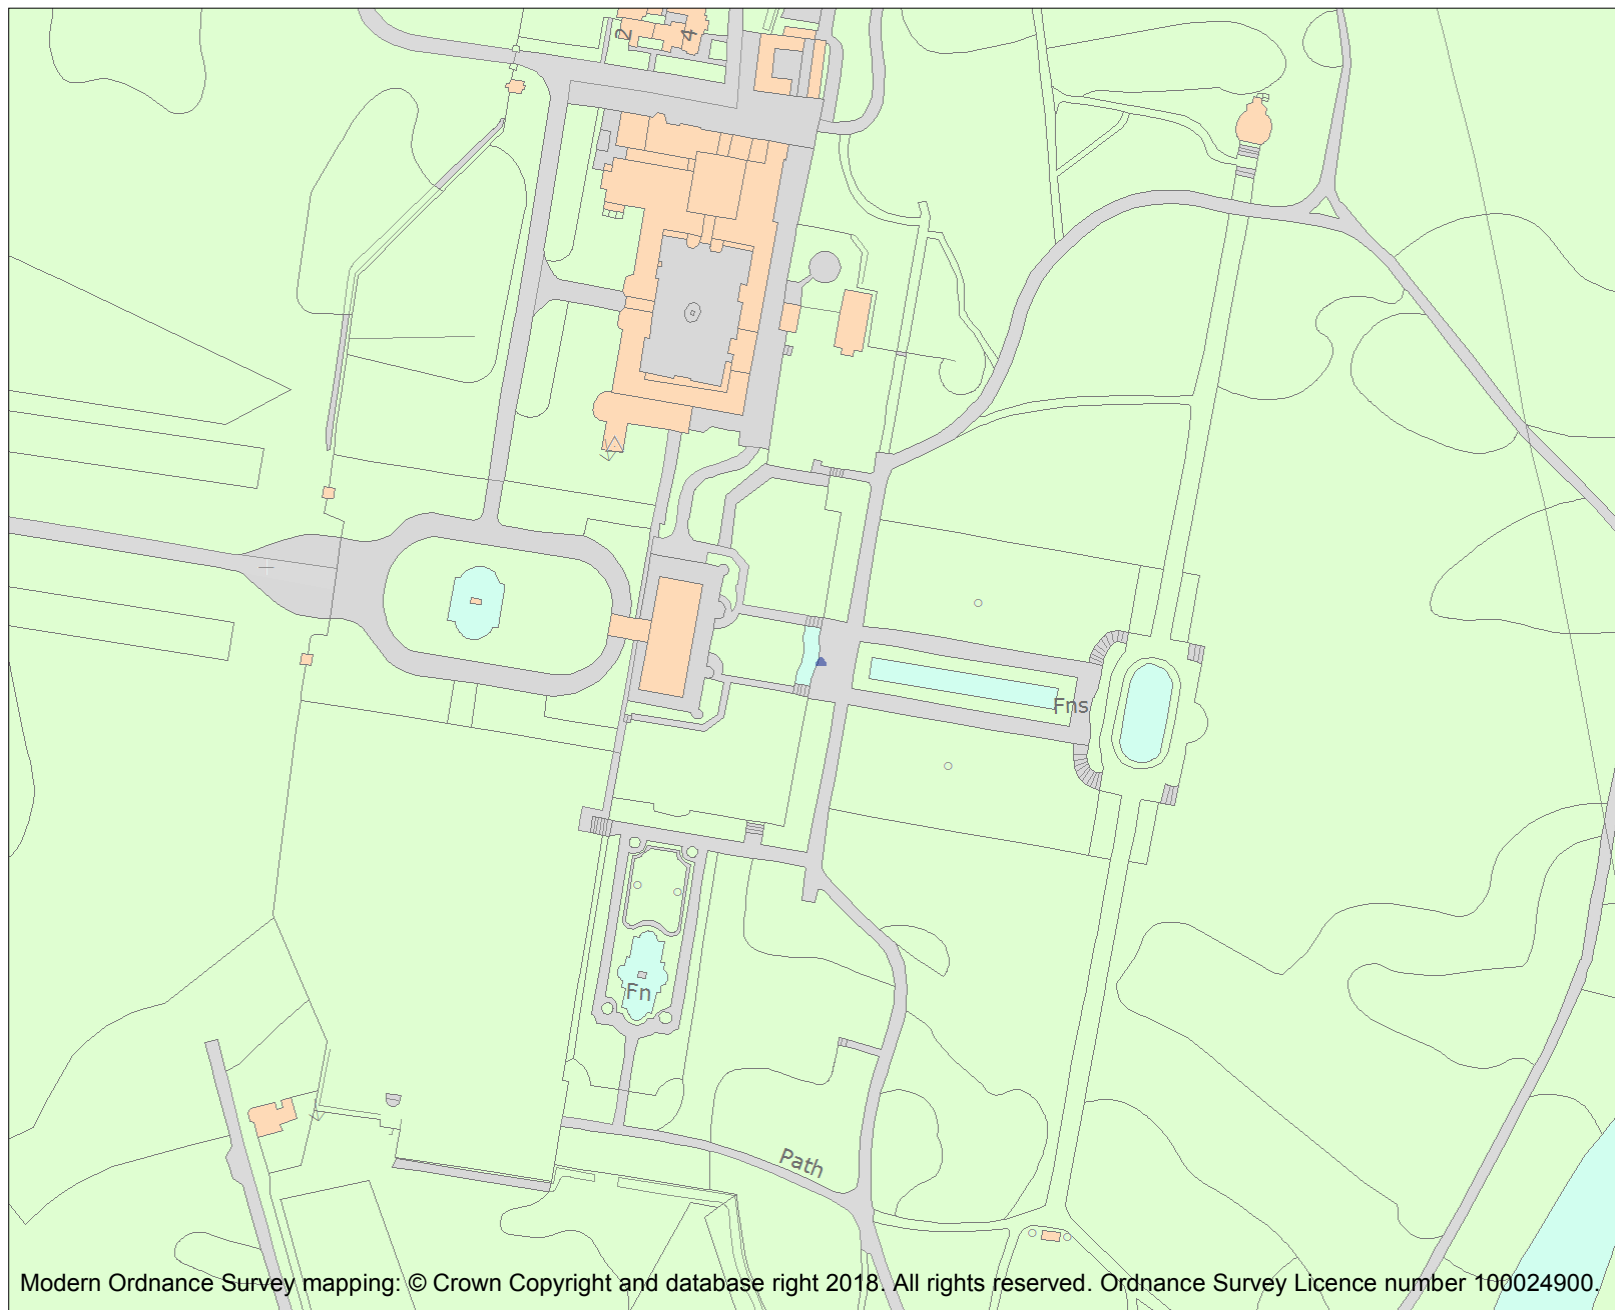 2
4
Fns
Fn
Path
Modern Ordnance Survey mapping: © Crown Copyright and database right 2018. All rights reserved. Ordnance Survey Licence number 100024900.